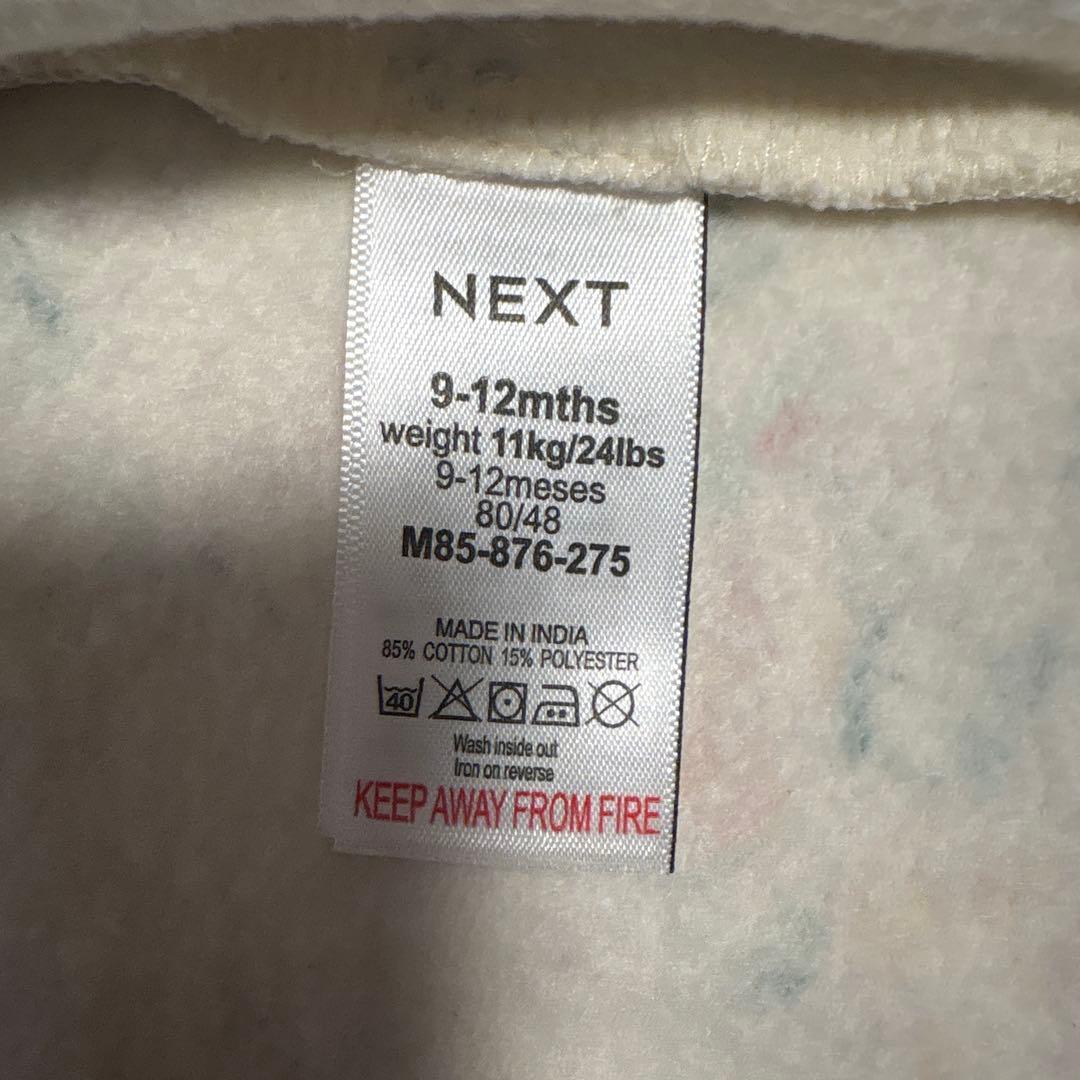 NEXT
9-12mths
weight 11kg/24lbs
9-12meses
80/48
M85-876-275
MADE IN INDIA
85% COTTON 15% POLYESTER
40
Wash inside out
Iron on reverse
KEEP AWAY FROM FIRE